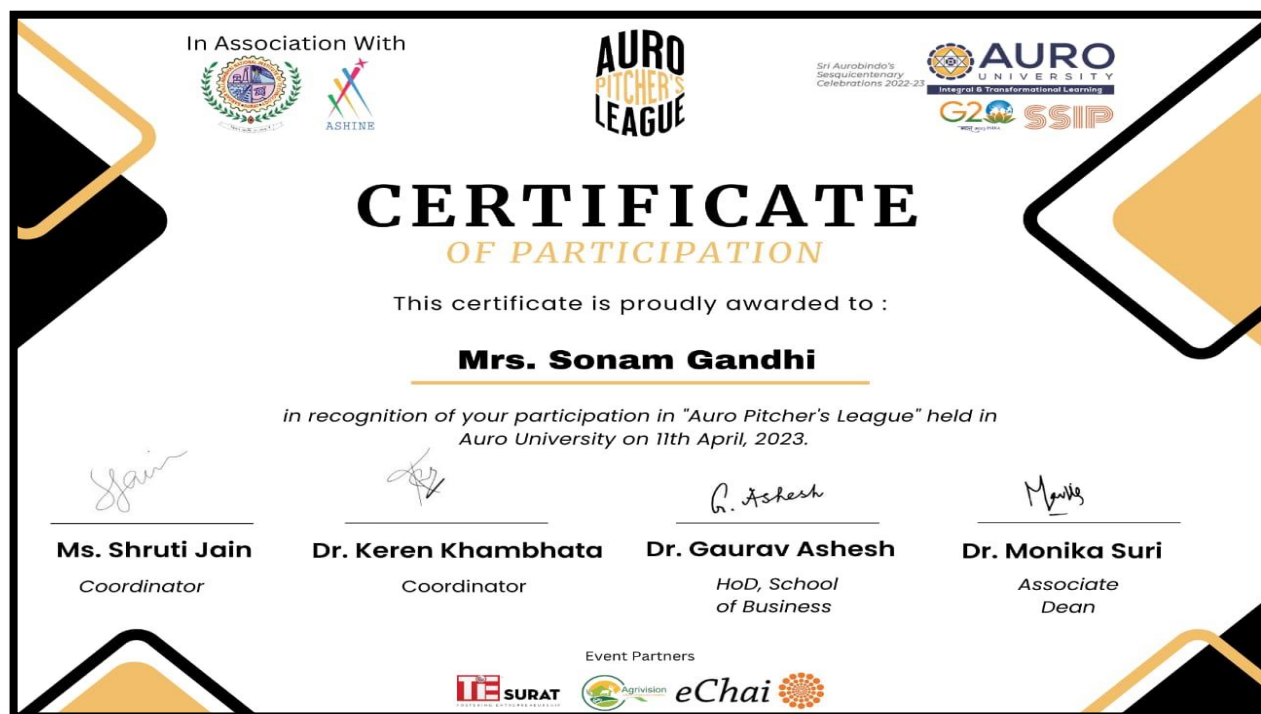 In Association With
ASHINE
AURO
PITCHER'S
LEAGUE
Sri Aurobindo's
Sesquicentenary
Celebrations 2022-23
AURO
UNIVERSITY
Integral & Transformational Learning
G20
SSIP
CERTIFICATE
OF PARTICIPATION
This certificate is proudly awarded to :
Mrs. Sonam Gandhi
in recognition of your participation in "Auro Pitcher's League" held in
Auro University on 11th April, 2023.
G. Ashesh
Ms. Shruti Jain
Coordinator
Dr. Keren Khambhata
Coordinator
Dr. Gaurav Ashesh
HoD, School
of Business
Dr. Monika Suri
Associate
Dean
Event Partners
TiE SURAT
FOSTERING ENTREPRENEURSHIP
Agrivision
eChai